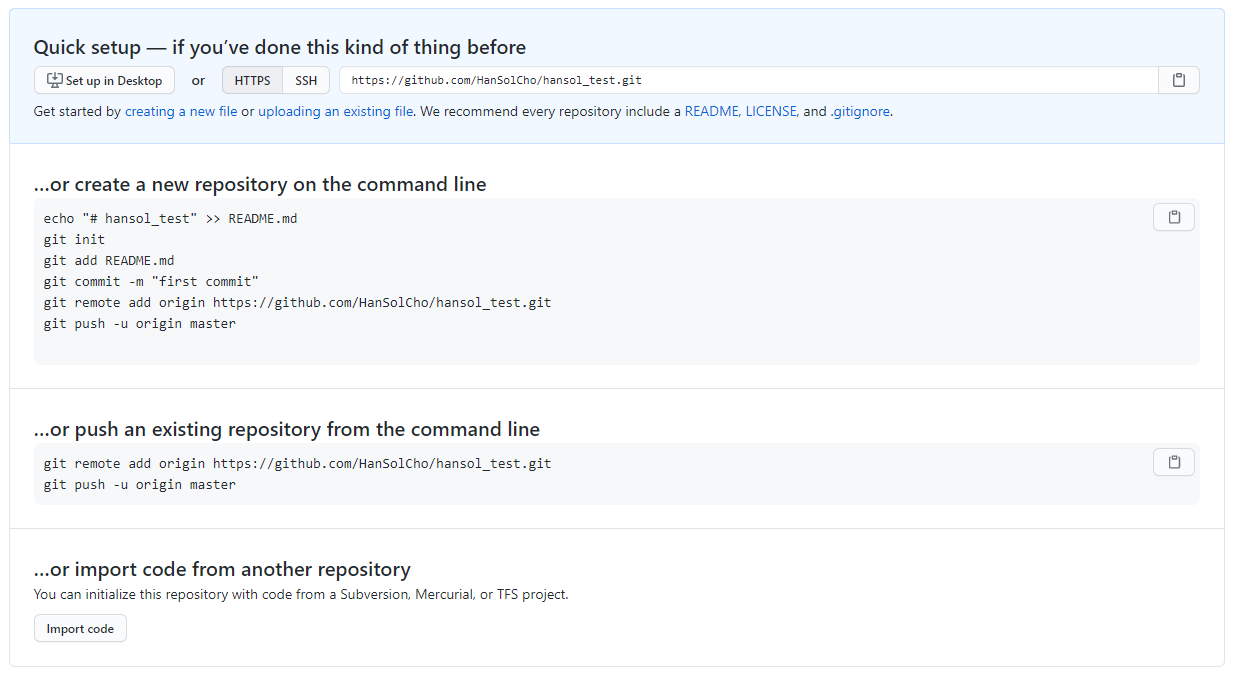 Quick setup — if you’ve done this kind of thing before
Set up in Desktop or HTTPS SSH https://github.com/HanSolCho/hansol_test.git
Get started by creating a new file or uploading an existing file. We recommend every repository include a README, LICENSE, and .gitignore.
…or create a new repository on the command line
echo "# hansol_test" >> README.md
git init
git add README.md
git commit -m "first commit"
git remote add origin https://github.com/HanSolCho/hansol_test.git
git push -u origin master
…or push an existing repository from the command line
git remote add origin https://github.com/HanSolCho/hansol_test.git
git push -u origin master
…or import code from another repository
You can initialize this repository with code from a Subversion, Mercurial, or TFS project.
Import code